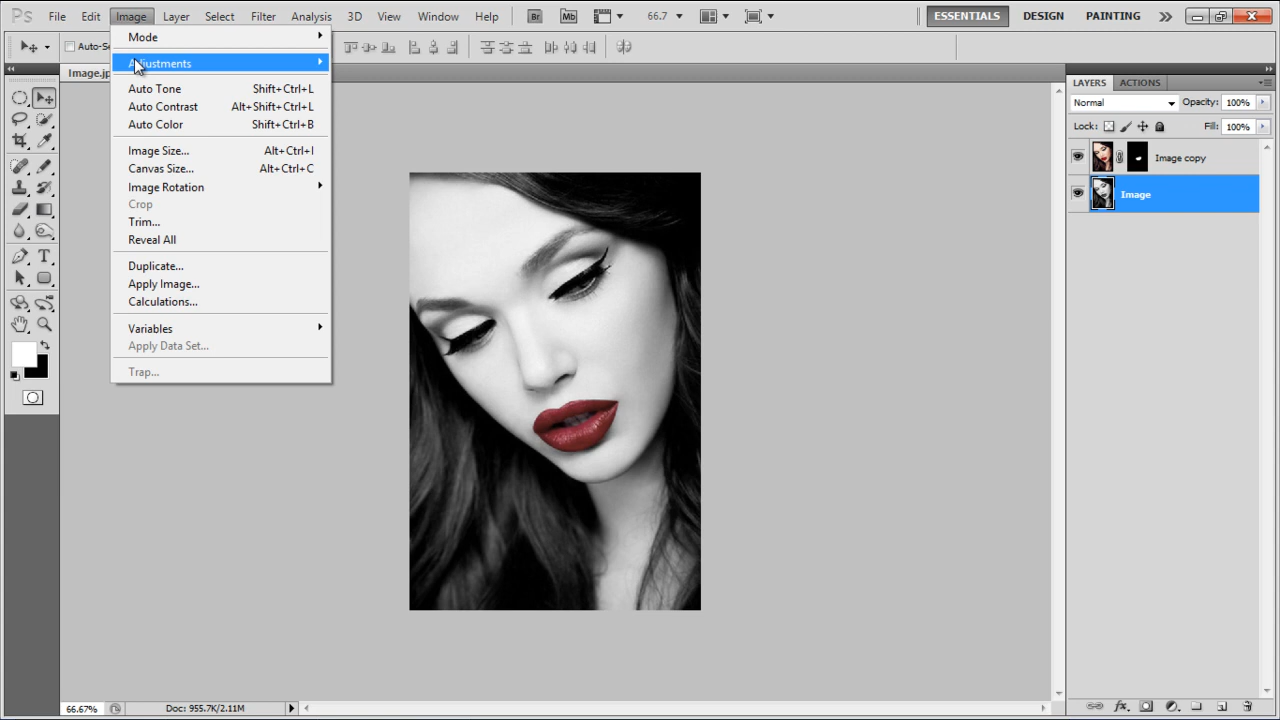 Ps File Edit Image Layer Select Filter Analysis 3D View Window Help Br Mb 66.7 ESSENTIALS DESIGN PAINTING
Auto-Se
Image.jp
Mode
Adjustments
Auto Tone Shift+Ctrl+L
Auto Contrast Alt+Shift+Ctrl+L
Auto Color Shift+Ctrl+B
Image Size... Alt+Ctrl+I
Canvas Size... Alt+Ctrl+C
Image Rotation
Crop
Trim...
Reveal All
Duplicate...
Apply Image...
Calculations...
Variables
Apply Data Set...
Trap...
LAYERS ACTIONS
Normal Opacity: 100%
Lock: Fill: 100%
Image copy
Image
66.67% Doc: 955.7K/2.11M